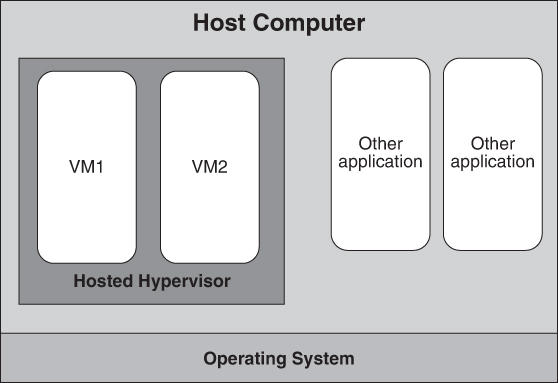 Host Computer
VM1
VM2
Other
application
Other
application
Hosted Hypervisor
Operating System